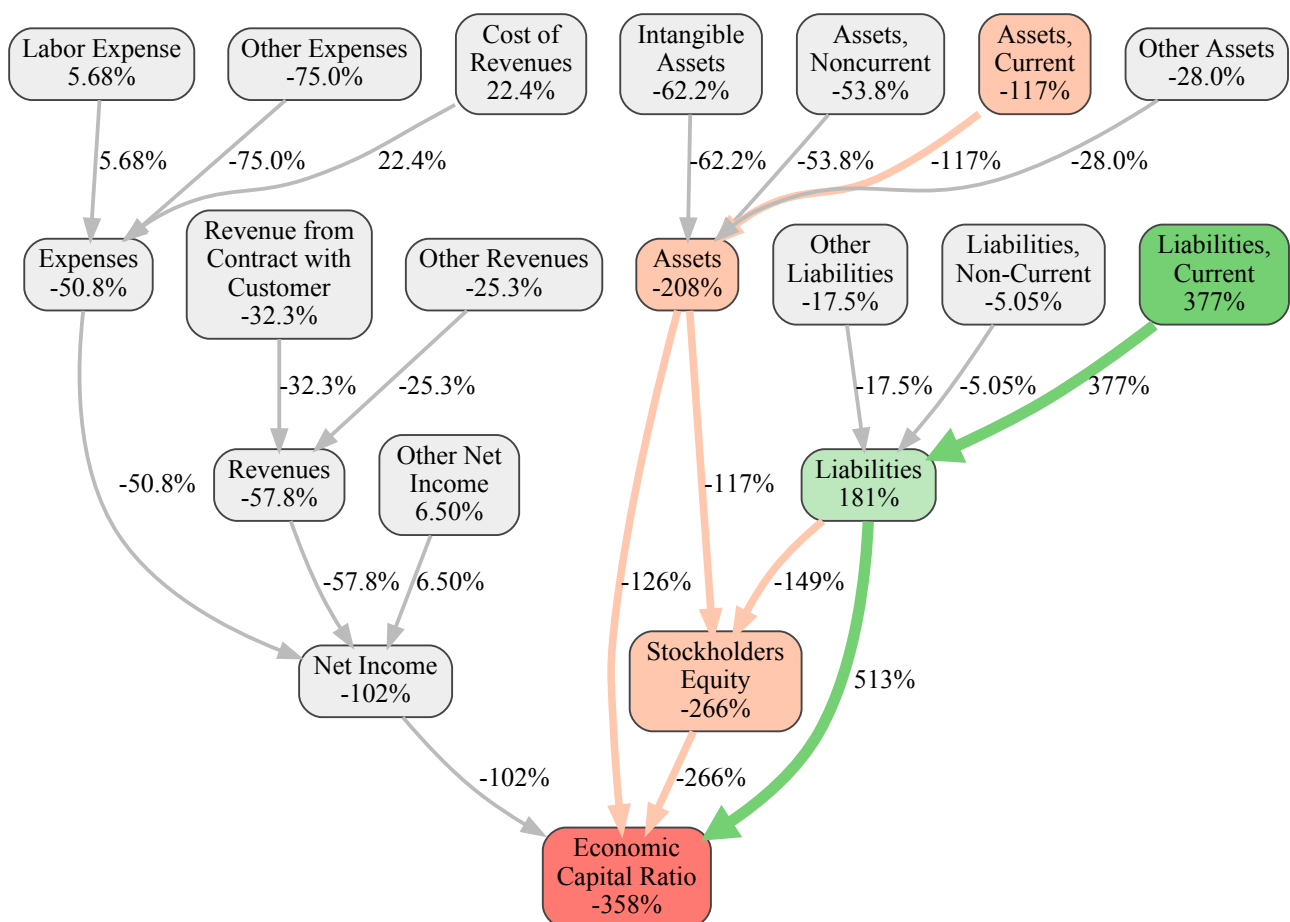 Labor Expense
5.68%
Other Expenses
-75.0%
Cost of
Revenues
22.4%
Intangible
Assets
-62.2%
Assets,
Noncurrent
-53.8%
Assets,
Current
-117%
Other Assets
-28.0%
5.68%
-75.0%
22.4%
-62.2%
-53.8%
-117%
-28.0%
Expenses
-50.8%
Revenue from
Contract with
Customer
-32.3%
Other Revenues
-25.3%
Assets
-208%
Other
Liabilities
-17.5%
Liabilities,
Non-Current
-5.05%
Liabilities,
Current
377%
-32.3%
-25.3%
-17.5%
-5.05%
377%
Revenues
-57.8%
Other Net
Income
6.50%
Liabilities
181%
-50.8%
-117%
-57.8%
6.50%
-126%
-149%
Net Income
-102%
Stockholders
Equity
-266%
513%
-102%
-266%
Economic
Capital Ratio
-358%